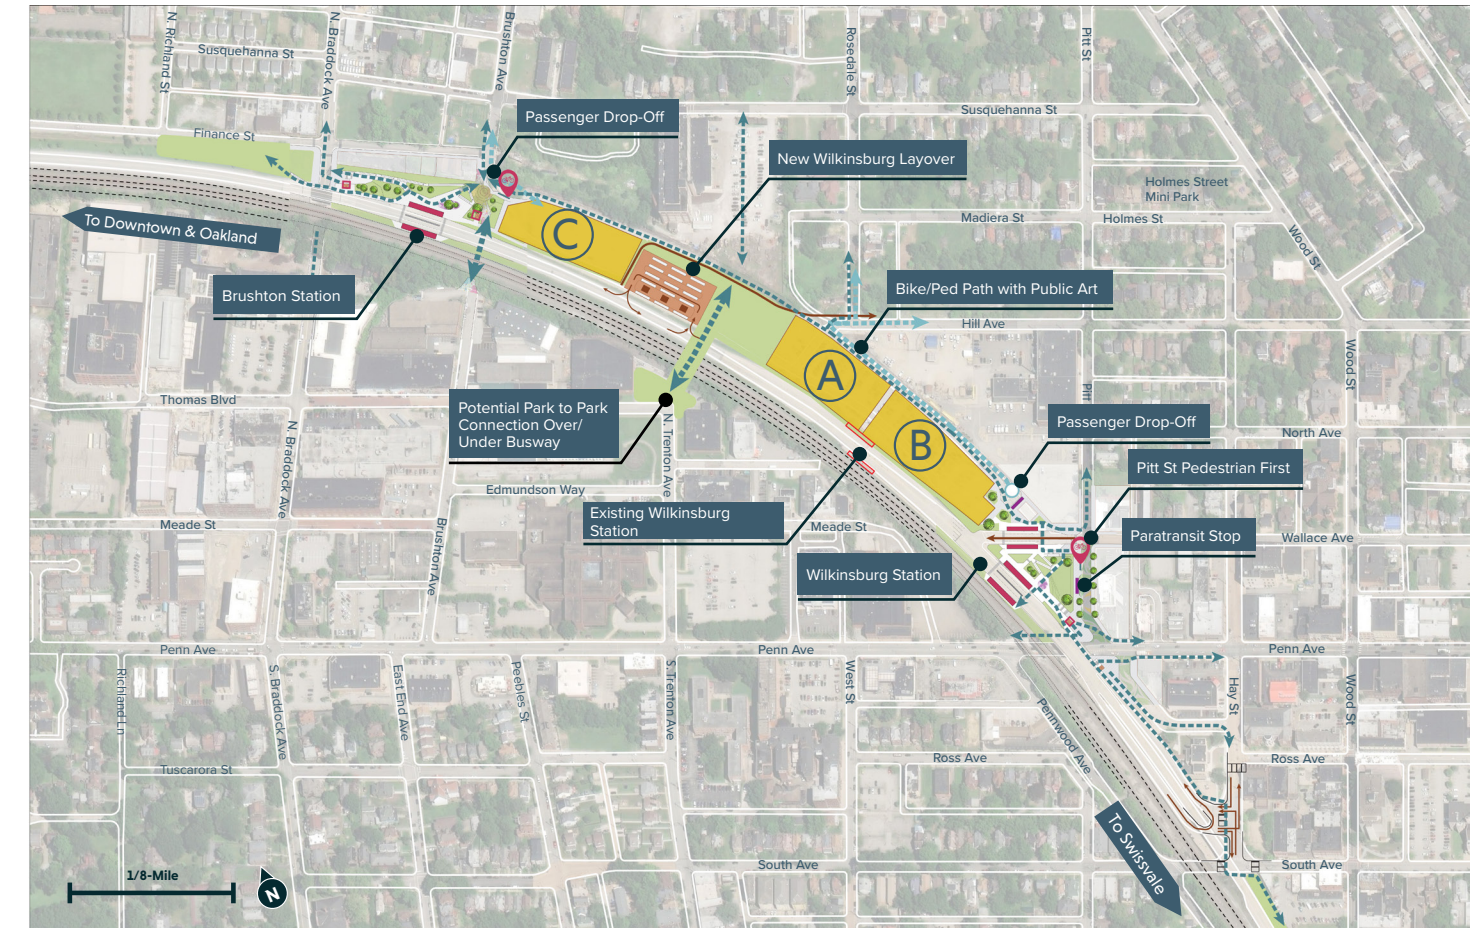 N. Richland St
N. Braddock Ave
Brushton Ave
Rosedale St
Pitt St
Susquehanna St
Susquehanna St
Passenger Drop-Off
Finance St
New Wilkinsburg Layover
Holmes Street
Mini Park
Madiera St
Holmes St
To Downtown & Oakland
C
Wood St
Brushton Station
Bike/Ped Path with Public Art
Hill Ave
Wood St
A
Thomas Blvd
Pitt
Potential Park to Park
Connection Over/
Under Busway
Passenger Drop-Off
North Ave
B
N. Braddock Ave
N. Trenton Ave
Pitt St Pedestrian First
Edmundson Way
Existing Wilkinsburg
Station
Meade St
Meade St
Paratransit Stop
Wallace Ave
Brushton Ave
Wilkinsburg Station
Penn Ave
Penn Ave
Penn Ave
Richland Ln
S. Braddock Ave
East End Ave
Peebles St
S. Trenton Ave
West St
Pennwood Ave
Hay St
Wood St
Tuscarora St
Ross Ave
Ross Ave
To Swissvale
South Ave
South Ave
1/8-Mile
N